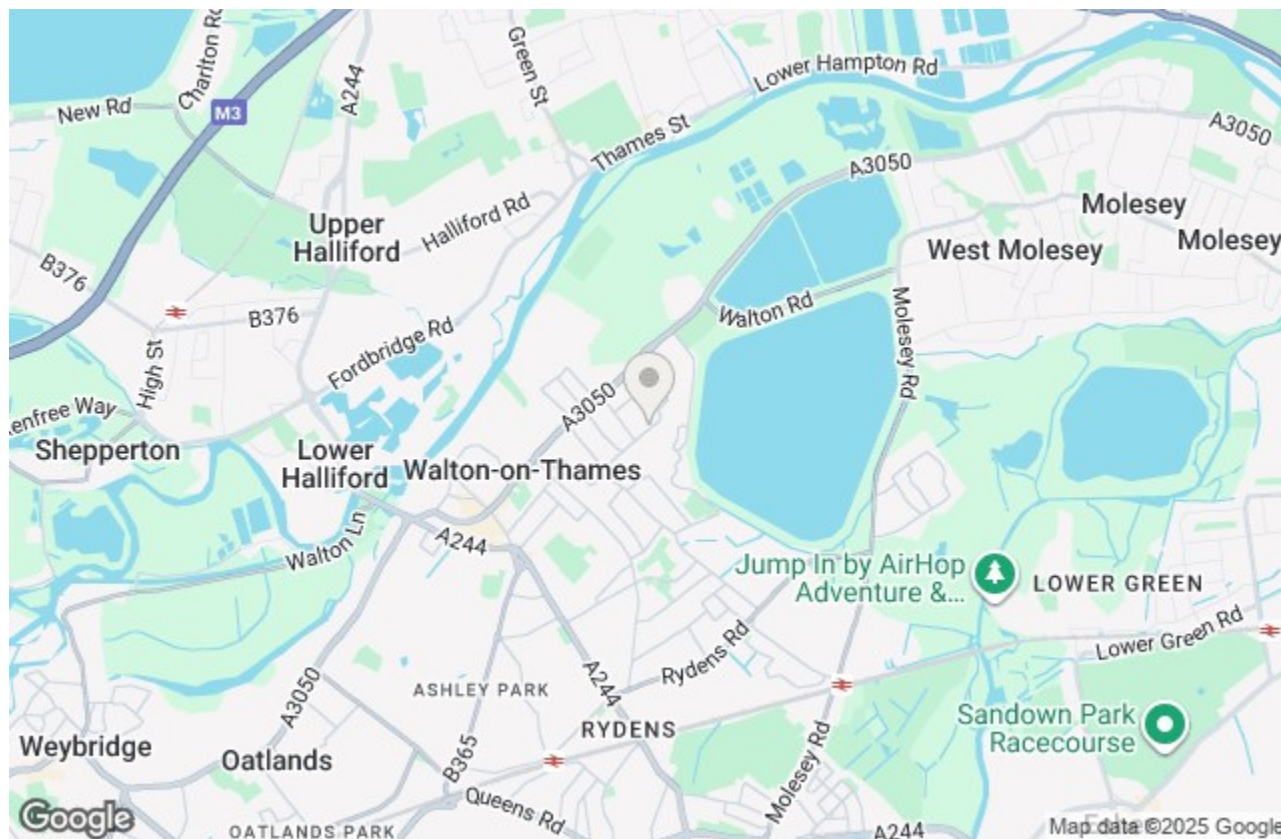 Charlton Rd
New Rd
M3
A244
Green St
Lower Hampton Rd
Thames St
A3050
A3050
Upper
Halliford
Halliford Rd
Molesey
West Molesey
Molesey
B376
B376
Walton Rd
Molesey Rd
Fordbridge Rd
High St
A3050
Shepperton
Lower
Halliford
Walton-on-Thames
Walton Ln
A244
Jump In by AirHop
Adventure &...
LOWER GREEN
Lower Green Rd
Rydens Rd
A3050
ASHLEY PARK
A244
RYDENS
Sandown Park
Racecourse
Weybridge
Oatlands
B365
Molesey Rd
Queens Rd
Google
OATLANDS PARK
A244
Map data ©2025 Google